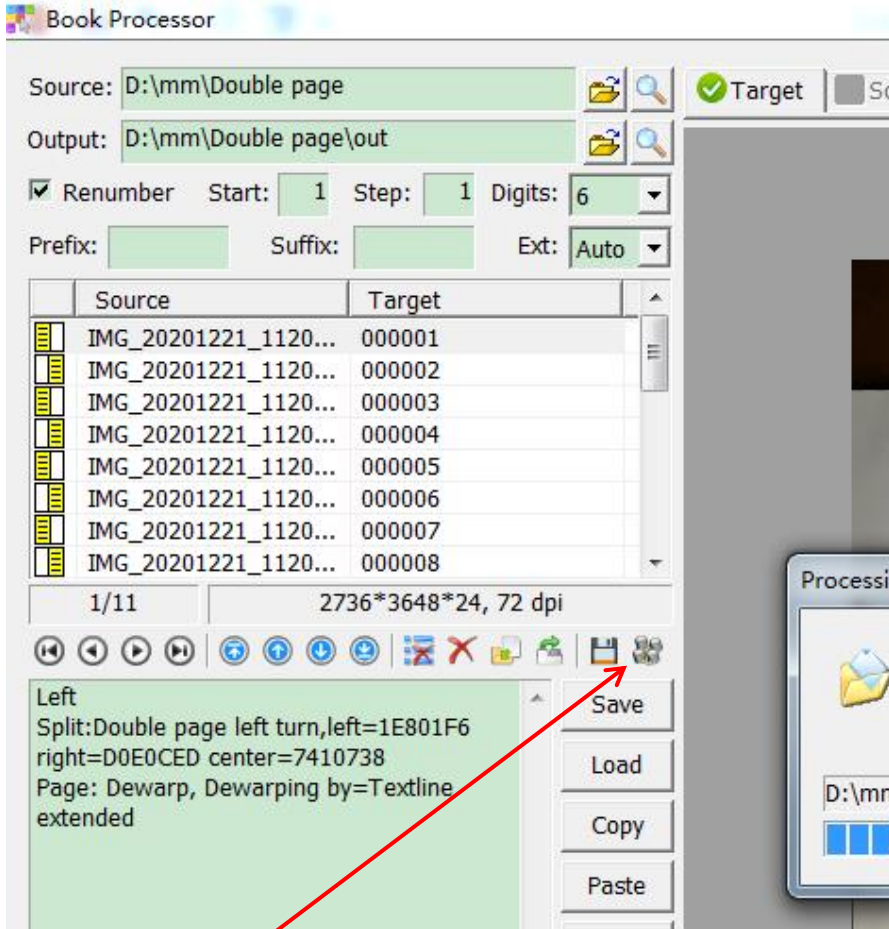 Book Processor
Source: D:\mm\Double page
Target
Output: D:\mm\Double page\out
Renumber Start: 1 Step: 1 Digits: 6
Prefix: Suffix: Ext: Auto
Source Target
IMG_20201221_1120... 000001
IMG_20201221_1120... 000002
IMG_20201221_1120... 000003
IMG_20201221_1120... 000004
IMG_20201221_1120... 000005
IMG_20201221_1120... 000006
IMG_20201221_1120... 000007
IMG_20201221_1120... 000008
1/11 2736*3648*24, 72 dpi
Left
Split:Double page left turn,left=1E801F6
right=D0E0CED center=7410738
Page: Dewarp, Dewarping by=Textline
extended
Save
Load
Copy
Paste
Processi
D:\mm